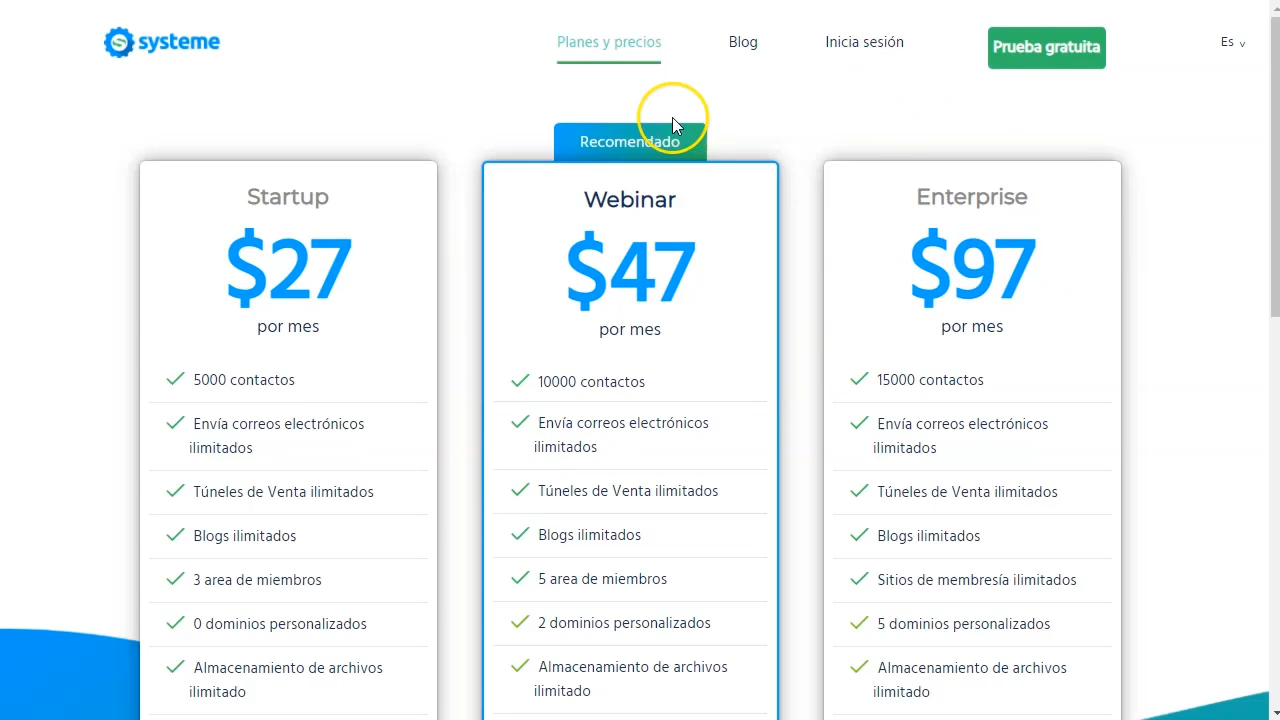 systeme
Planes y precios
Blog
Inicia sesión
Prueba gratuita
Es
Recomendado
Startup
$27
por mes
5000 contactos
Envía correos electrónicos
ilimitados
Túneles de Venta ilimitados
Blogs ilimitados
3 area de miembros
0 dominios personalizados
Almacenamiento de archivos
ilimitado
Webinar
$47
por mes
10000 contactos
Envía correos electrónicos
ilimitados
Túneles de Venta ilimitados
Blogs ilimitados
5 area de miembros
2 dominios personalizados
Almacenamiento de archivos
ilimitado
Enterprise
$97
por mes
15000 contactos
Envía correos electrónicos
ilimitados
Túneles de Venta ilimitados
Blogs ilimitados
Sitios de membresía ilimitados
5 dominios personalizados
Almacenamiento de archivos
ilimitado